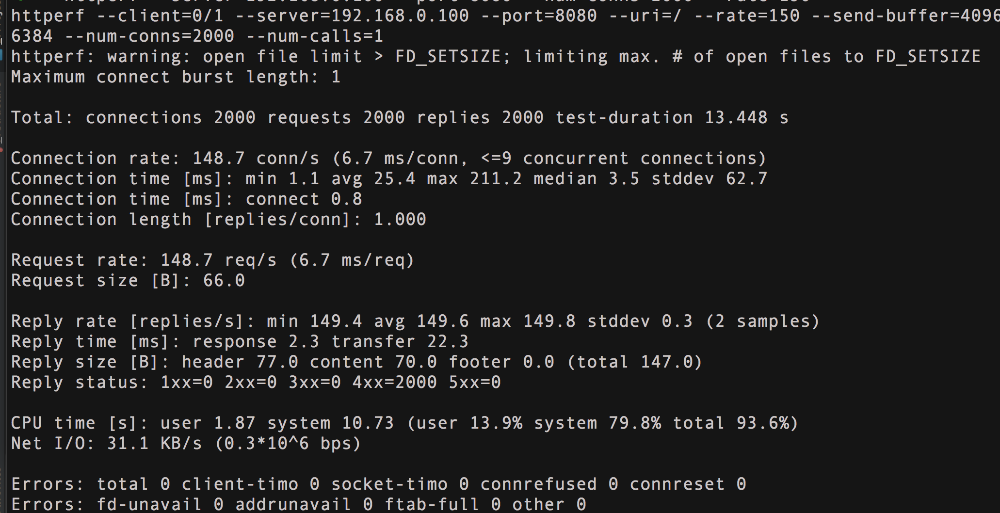 httperf --client=0/1 --server=192.168.0.100 --port=8080 --uri=/ --rate=150 --send-buffer=4096
6384 --num-conns=2000 --num-calls=1
httperf: warning: open file limit > FD_SETSIZE; limiting max. # of open files to FD_SETSIZE
Maximum connect burst length: 1
Total: connections 2000 requests 2000 replies 2000 test-duration 13.448 s
Connection rate: 148.7 conn/s (6.7 ms/conn, <=9 concurrent connections)
Connection time [ms]: min 1.1 avg 25.4 max 211.2 median 3.5 stddev 62.7
Connection time [ms]: connect 0.8
Connection length [replies/conn]: 1.000
Request rate: 148.7 req/s (6.7 ms/req)
Request size [B]: 66.0
Reply rate [replies/s]: min 149.4 avg 149.6 max 149.8 stddev 0.3 (2 samples)
Reply time [ms]: response 2.3 transfer 22.3
Reply size [B]: header 77.0 content 70.0 footer 0.0 (total 147.0)
Reply status: 1xx=0 2xx=0 3xx=0 4xx=2000 5xx=0
CPU time [s]: user 1.87 system 10.73 (user 13.9% system 79.8% total 93.6%)
Net I/O: 31.1 KB/s (0.3*10^6 bps)
Errors: total 0 client-timo 0 socket-timo 0 connrefused 0 connreset 0
Errors: fd-unavail 0 addrunavail 0 ftab-full 0 other 0